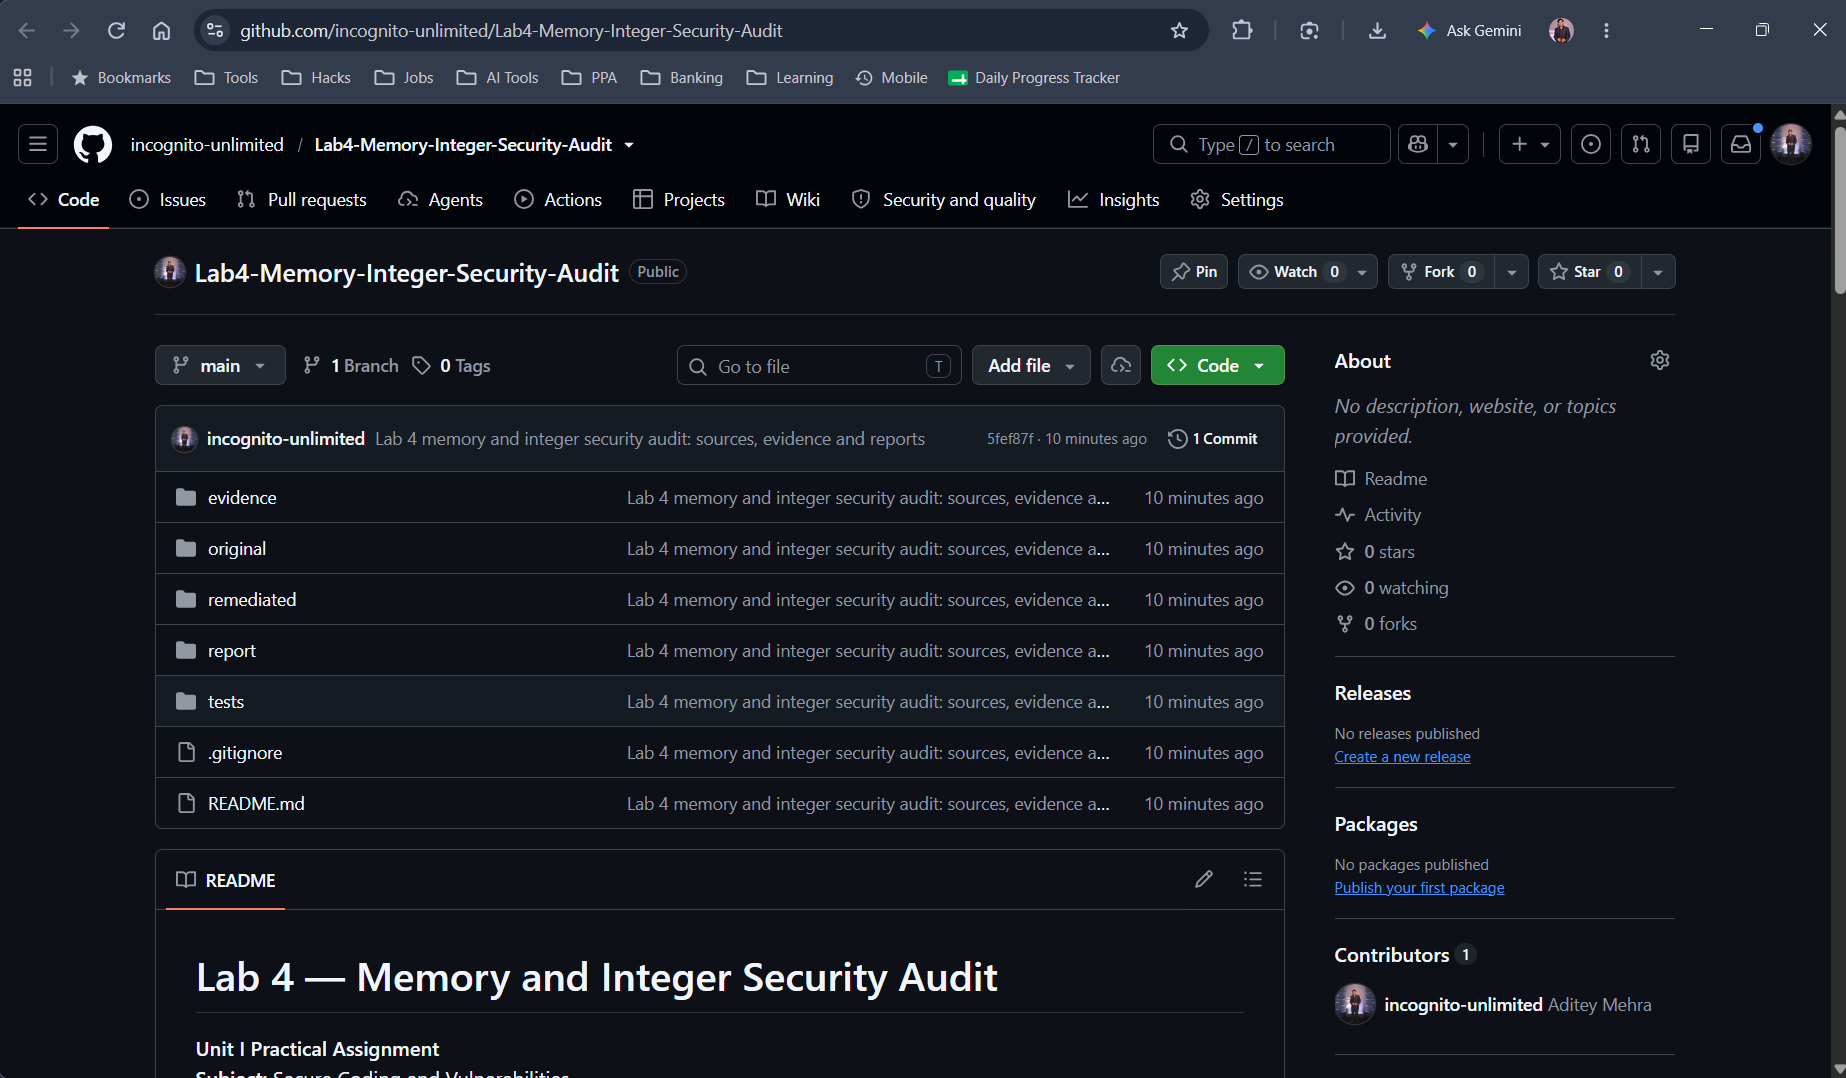 github.com/incognito-unlimited/Lab4-Memory-Integer-Security-Audit
Ask Gemini
Bookmarks Tools Hacks Jobs AI Tools PPA Banking Learning Mobile Daily Progress Tracker
incognito-unlimited / Lab4-Memory-Integer-Security-Audit
Type / to search
Code Issues Pull requests Agents Actions Projects Wiki Security and quality Insights Settings
Lab4-Memory-Integer-Security-Audit Public
Pin Watch 0 Fork 0 Star 0
main 1 Branch 0 Tags
Go to file T Add file Code
incognito-unlimited Lab 4 memory and integer security audit: sources, evidence and reports 5fef87f · 10 minutes ago 1 Commit
evidence Lab 4 memory and integer security audit: sources, evidence a... 10 minutes ago
original Lab 4 memory and integer security audit: sources, evidence a... 10 minutes ago
remediated Lab 4 memory and integer security audit: sources, evidence a... 10 minutes ago
report Lab 4 memory and integer security audit: sources, evidence a... 10 minutes ago
tests Lab 4 memory and integer security audit: sources, evidence a... 10 minutes ago
.gitignore Lab 4 memory and integer security audit: sources, evidence a... 10 minutes ago
README.md Lab 4 memory and integer security audit: sources, evidence a... 10 minutes ago
README
Lab 4 — Memory and Integer Security Audit
Unit I Practical Assignment
Subject: Secure Coding and Vulnerabilities
About
No description, website, or topics
provided.
Readme
Activity
0 stars
0 watching
0 forks
Releases
No releases published
Create a new release
Packages
No packages published
Publish your first package
Contributors 1
incognito-unlimited Aditey Mehra